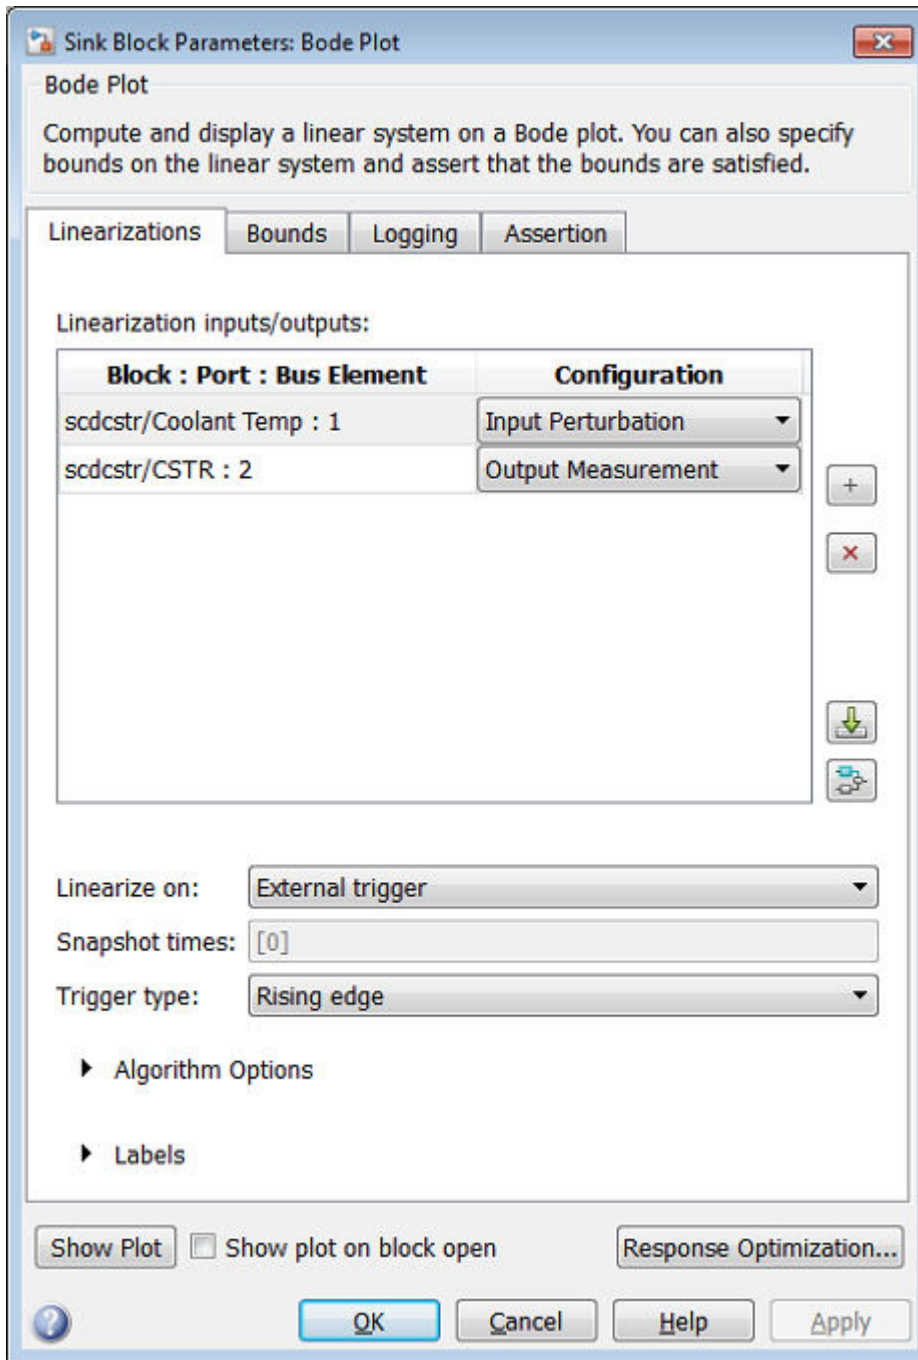 Sink Block Parameters: Bode Plot
Bode Plot
Compute and display a linear system on a Bode plot. You can also specify
bounds on the linear system and assert that the bounds are satisfied.
Linearizations Bounds Logging Assertion
Linearization inputs/outputs:
Block : Port : Bus Element Configuration
scdcstr/Coolant Temp : 1 Input Perturbation
scdcstr/CSTR : 2 Output Measurement
Linearize on: External trigger
Snapshot times: [0]
Trigger type: Rising edge
Algorithm Options
Labels
Show Plot Show plot on block open Response Optimization...
OK Cancel Help Apply